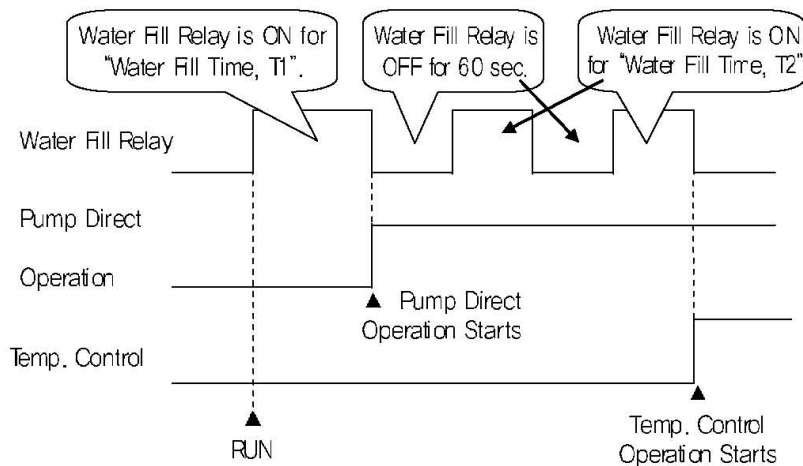 Water Fill Relay is ON for
“Water Fill Time, T1”.
Water Fill Relay is
OFF for 60 sec.
Water Fill Relay is ON
for “Water Fill Time, T2”
Water Fill Relay
Pump Direct
Operation
Pump Direct
Operation Starts
Temp. Control
RUN
Temp. Control
Operation Starts